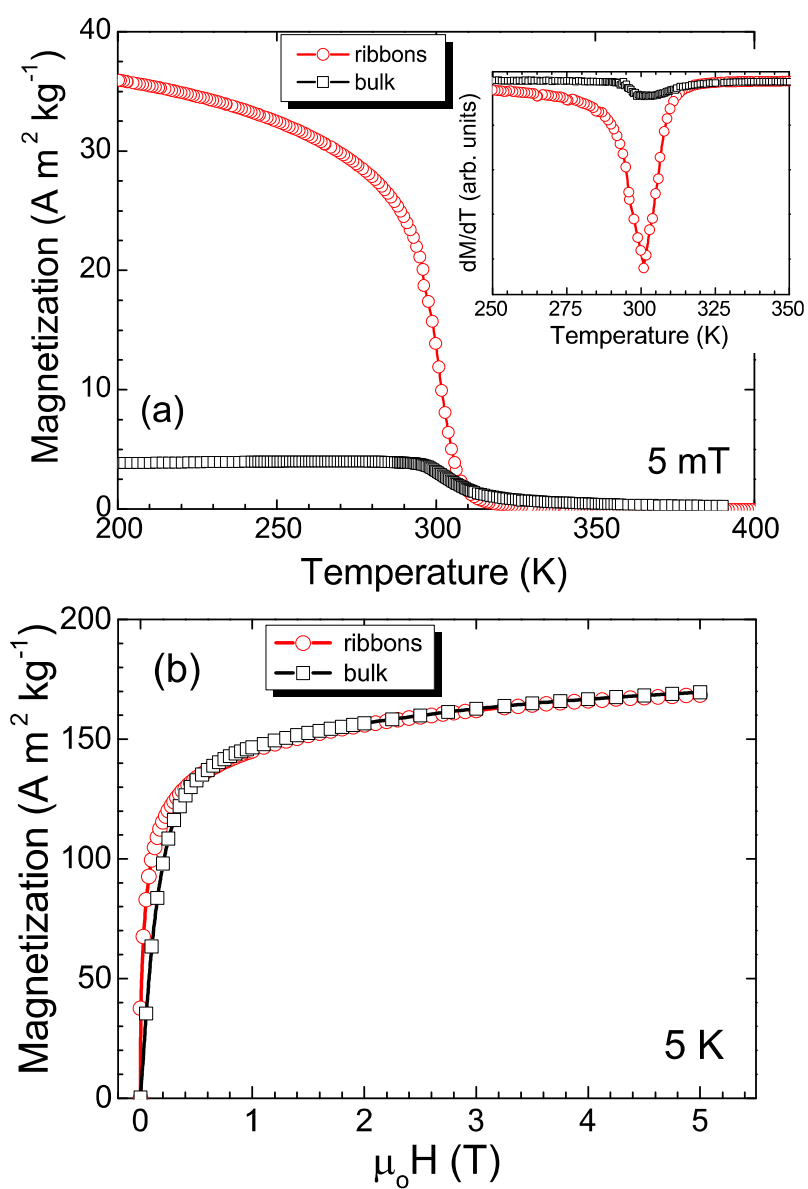 40
30
20
10
0
Magnetization (A m² kg⁻¹)
ribbons
bulk
dM/dT (arb. units)
250 275 300 325 350
Temperature (K)
(a)
5 mT
200 250 300 350 400
Temperature (K)
200
150
100
50
0
Magnetization (A m² kg⁻¹)
(b)
ribbons
bulk
5 K
0 1 2 3 4 5
μₒH (T)